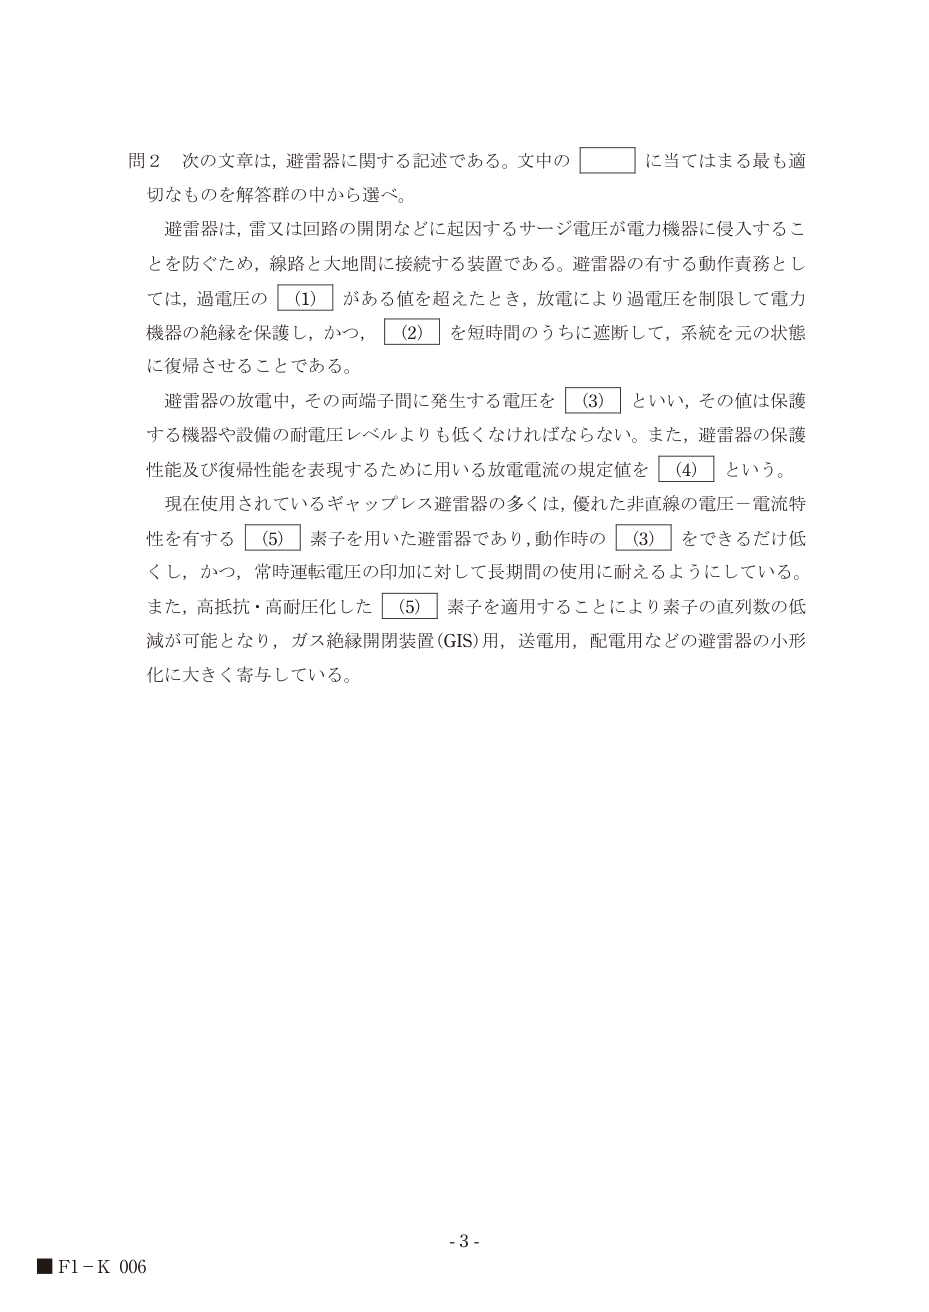 問２　次の文章は，避雷器に関する記述である。文中の　　　に当てはまる最も適
切なものを解答群の中から選べ。
避雷器は，雷又は回路の開閉などに起因するサージ電圧が電力機器に侵入するこ
とを防ぐため，線路と大地間に接続する装置である。避雷器の有する動作責務とし
ては，過電圧の (1) がある値を超えたとき，放電により過電圧を制限して電力
機器の絶縁を保護し，かつ， (2) を短時間のうちに遮断して，系統を元の状態
に復帰させることである。
避雷器の放電中，その両端子間に発生する電圧を (3) といい，その値は保護
する機器や設備の耐電圧レベルよりも低くなければならない。また，避雷器の保護
性能及び復帰性能を表現するために用いる放電電流の規定値を (4) という。
現在使用されているギャップレス避雷器の多くは，優れた非直線の電圧－電流特
性を有する (5) 素子を用いた避雷器であり，動作時の (3) をできるだけ低
くし，かつ，常時運転電圧の印加に対して長期間の使用に耐えるようにしている。
また，高抵抗・高耐圧化した (5) 素子を適用することにより素子の直列数の低
減が可能となり，ガス絶縁開閉装置(GIS)用，送電用，配電用などの避雷器の小形
化に大きく寄与している。
- 3 -
■ F1－K 006